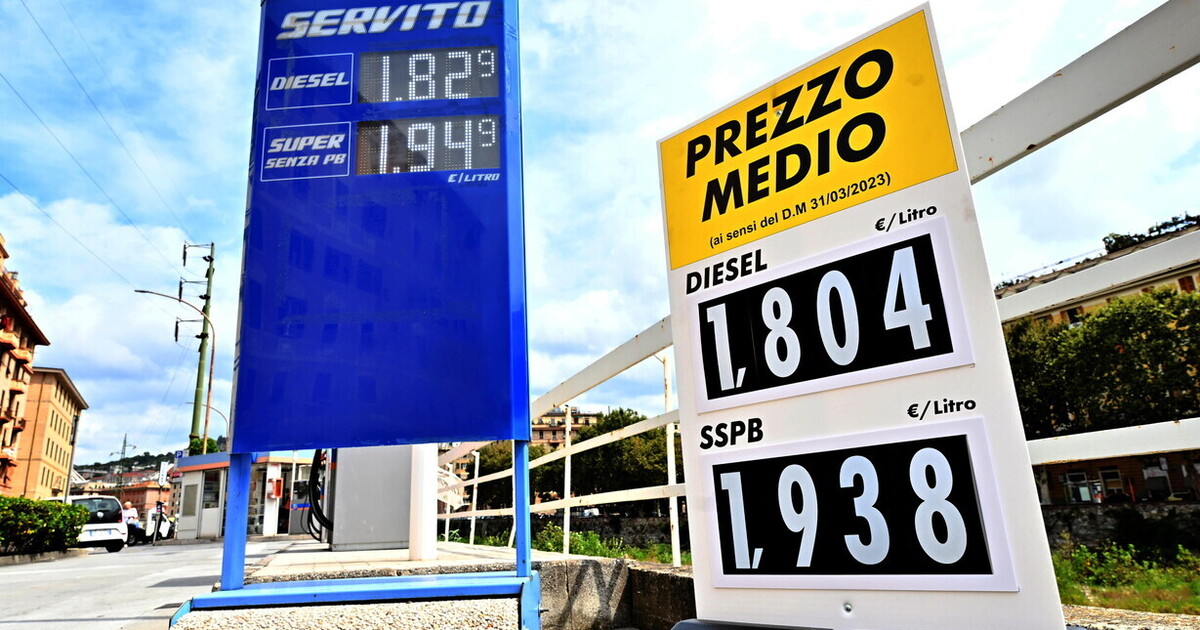 SERVITO
DIESEL 1.829
SUPER
SENZA PB
1.949
€/LITRO
PREZZO
MEDIO
(ai sensi del D.M 31/03/2023)
€/Litro
DIESEL
1,804
€/Litro
SSPB
1,938